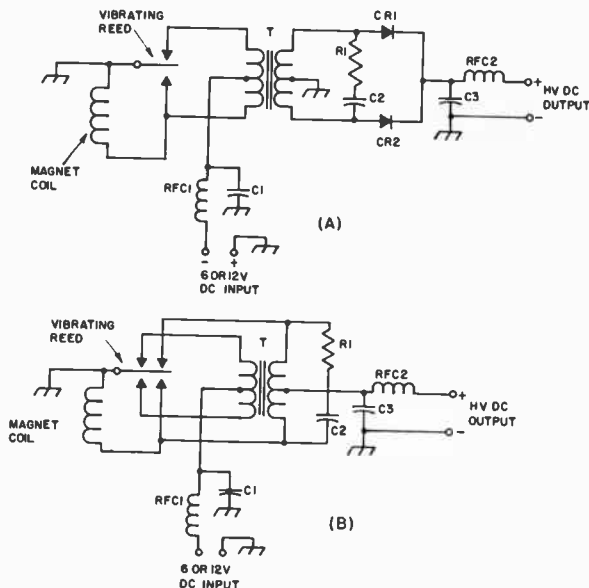 VIBRATING
REED
T
CR1
R1
RFC2
+
C2
C3
HV DC
OUTPUT
-
MAGNET
COIL
CR2
RFC1
C1
(A)
- +
6 OR 12V
DC INPUT
VIBRATING
REED
T
R1
RFC2
+
MAGNET
COIL
C2
C3
HV DC
OUTPUT
-
RFC1
C1
(B)
6 OR 12V
DC INPUT